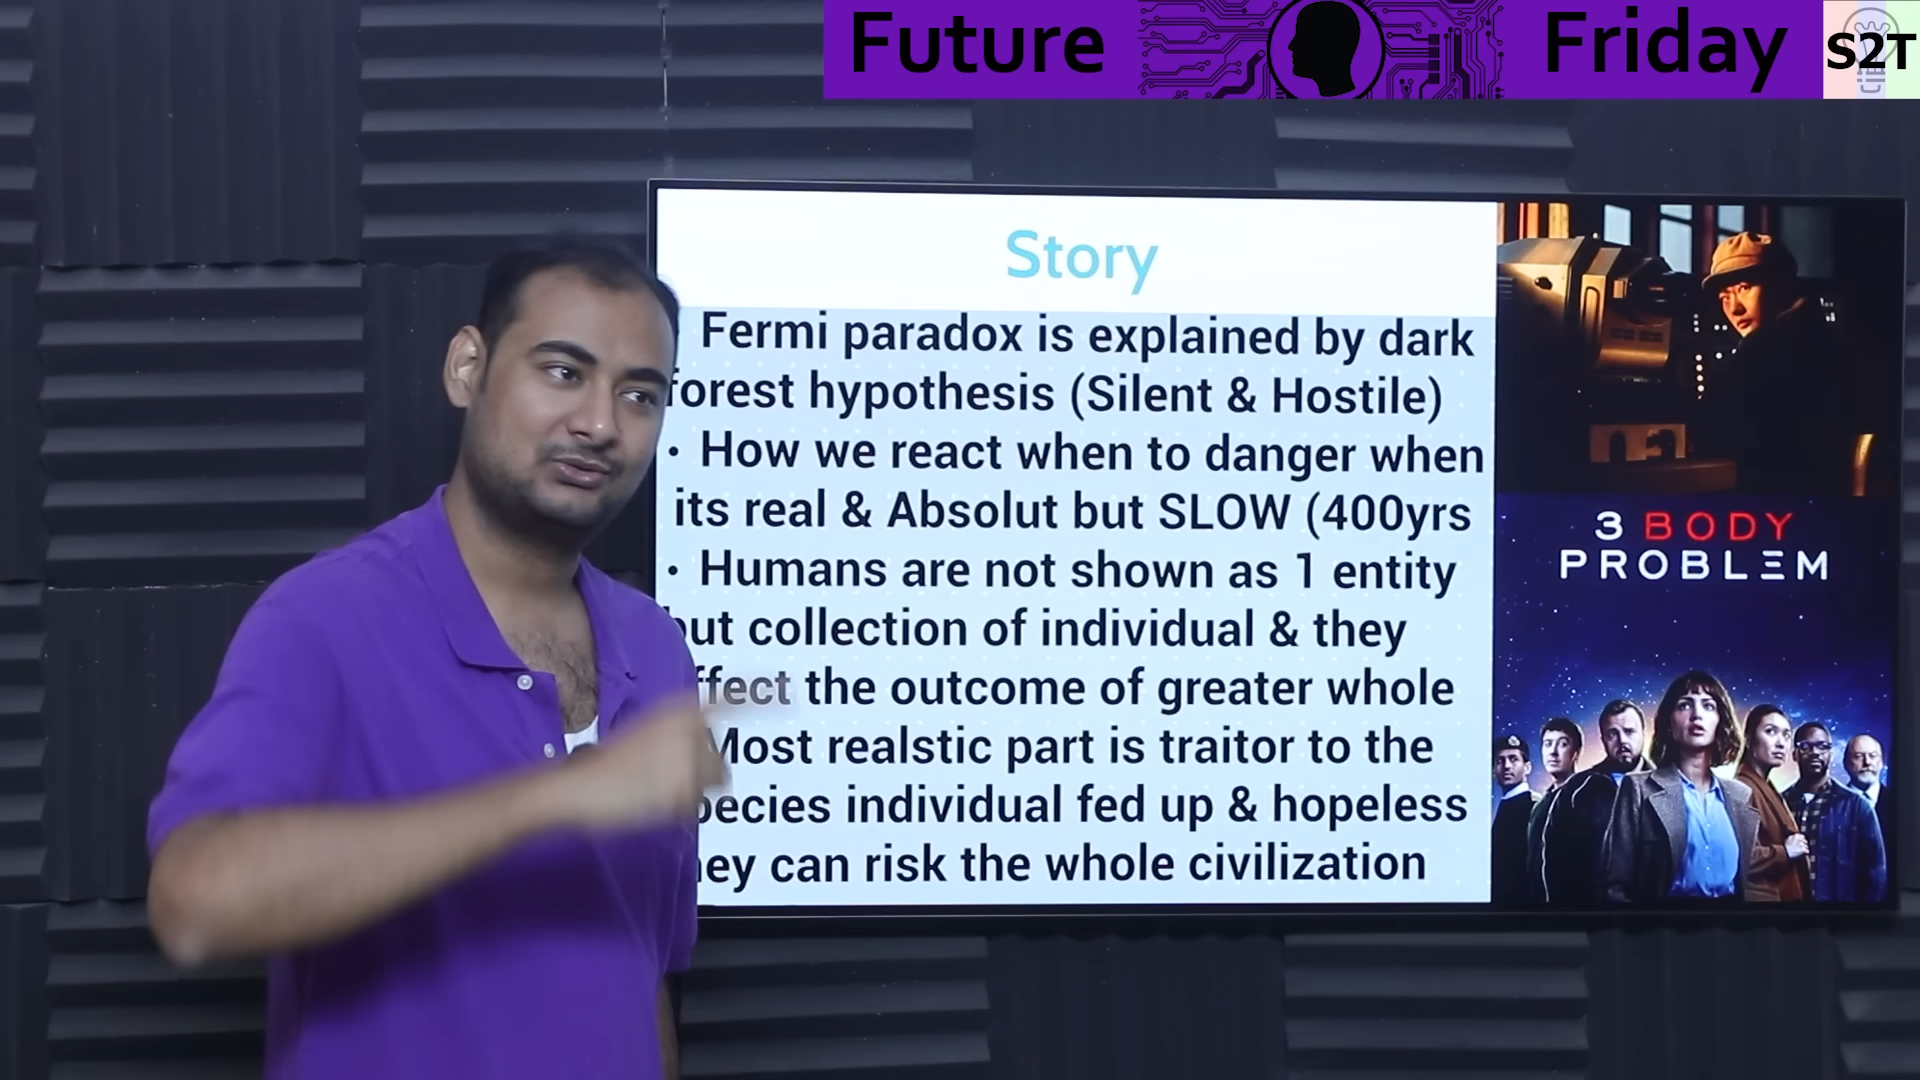 Future Friday S2T
Story
Fermi paradox is explained by dark
forest hypothesis (Silent & Hostile)
• How we react when to danger when
its real & Absolut but SLOW (400yrs
• Humans are not shown as 1 entity
but collection of individual & they
ffect the outcome of greater whole
Most realstic part is traitor to the
pecies individual fed up & hopeless
ey can risk the whole civilization
3 BODY
PROBLEM